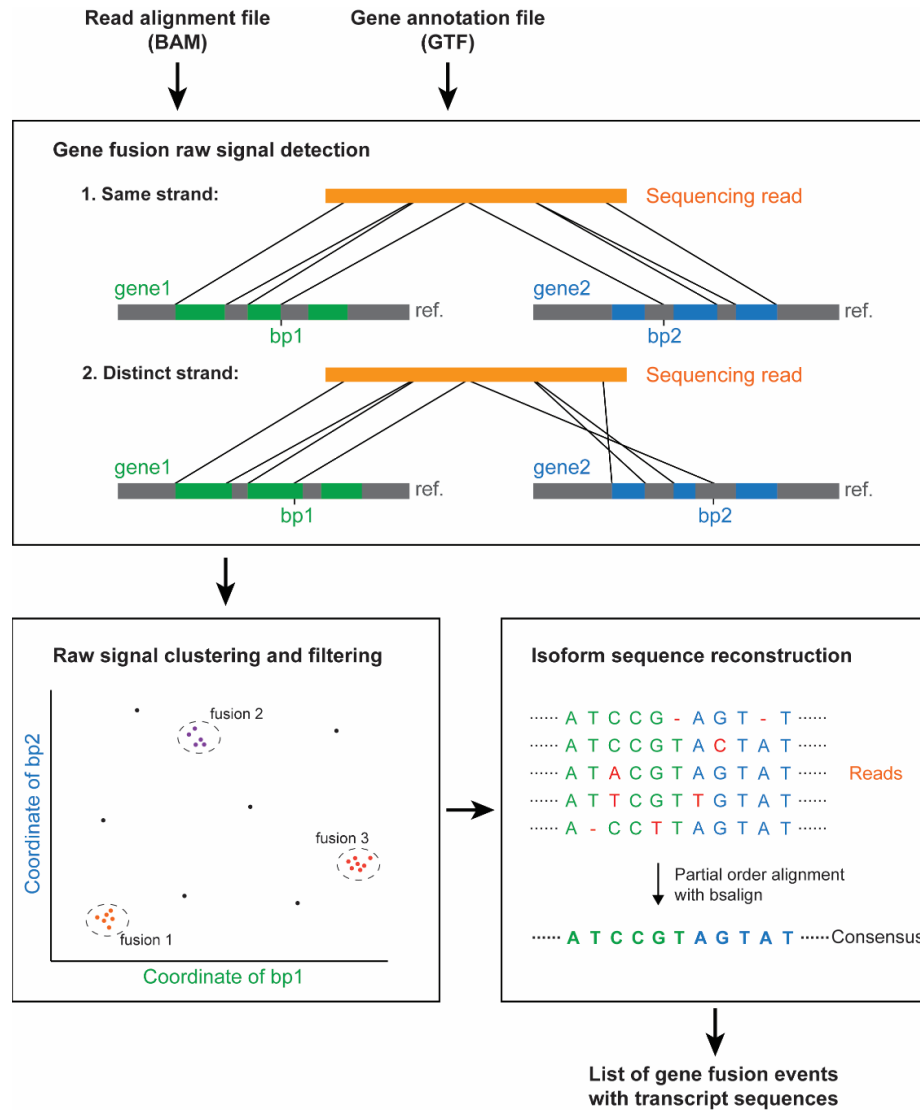 Read alignment file
(BAM)
Gene annotation file
(GTF)
Gene fusion raw signal detection
1. Same strand:
Sequencing read
gene1
ref.
bp1
gene2
ref.
bp2
2. Distinct strand:
Sequencing read
gene1
ref.
bp1
gene2
ref.
bp2
Raw signal clustering and filtering
Coordinate of bp2
fusion 2
fusion 3
fusion 1
Coordinate of bp1
Isoform sequence reconstruction
······ A T C C G - A G T - T ······
······ A T C C G T A C T A T ······
······ A T A C G T A G T A T ······
······ A T T C G T T G T A T ······
······ A - C C T T A G T A T ······
Reads
Partial order alignment
with bsalign
······ A T C C G T A G T A T ······ Consensus
List of gene fusion events
with transcript sequences